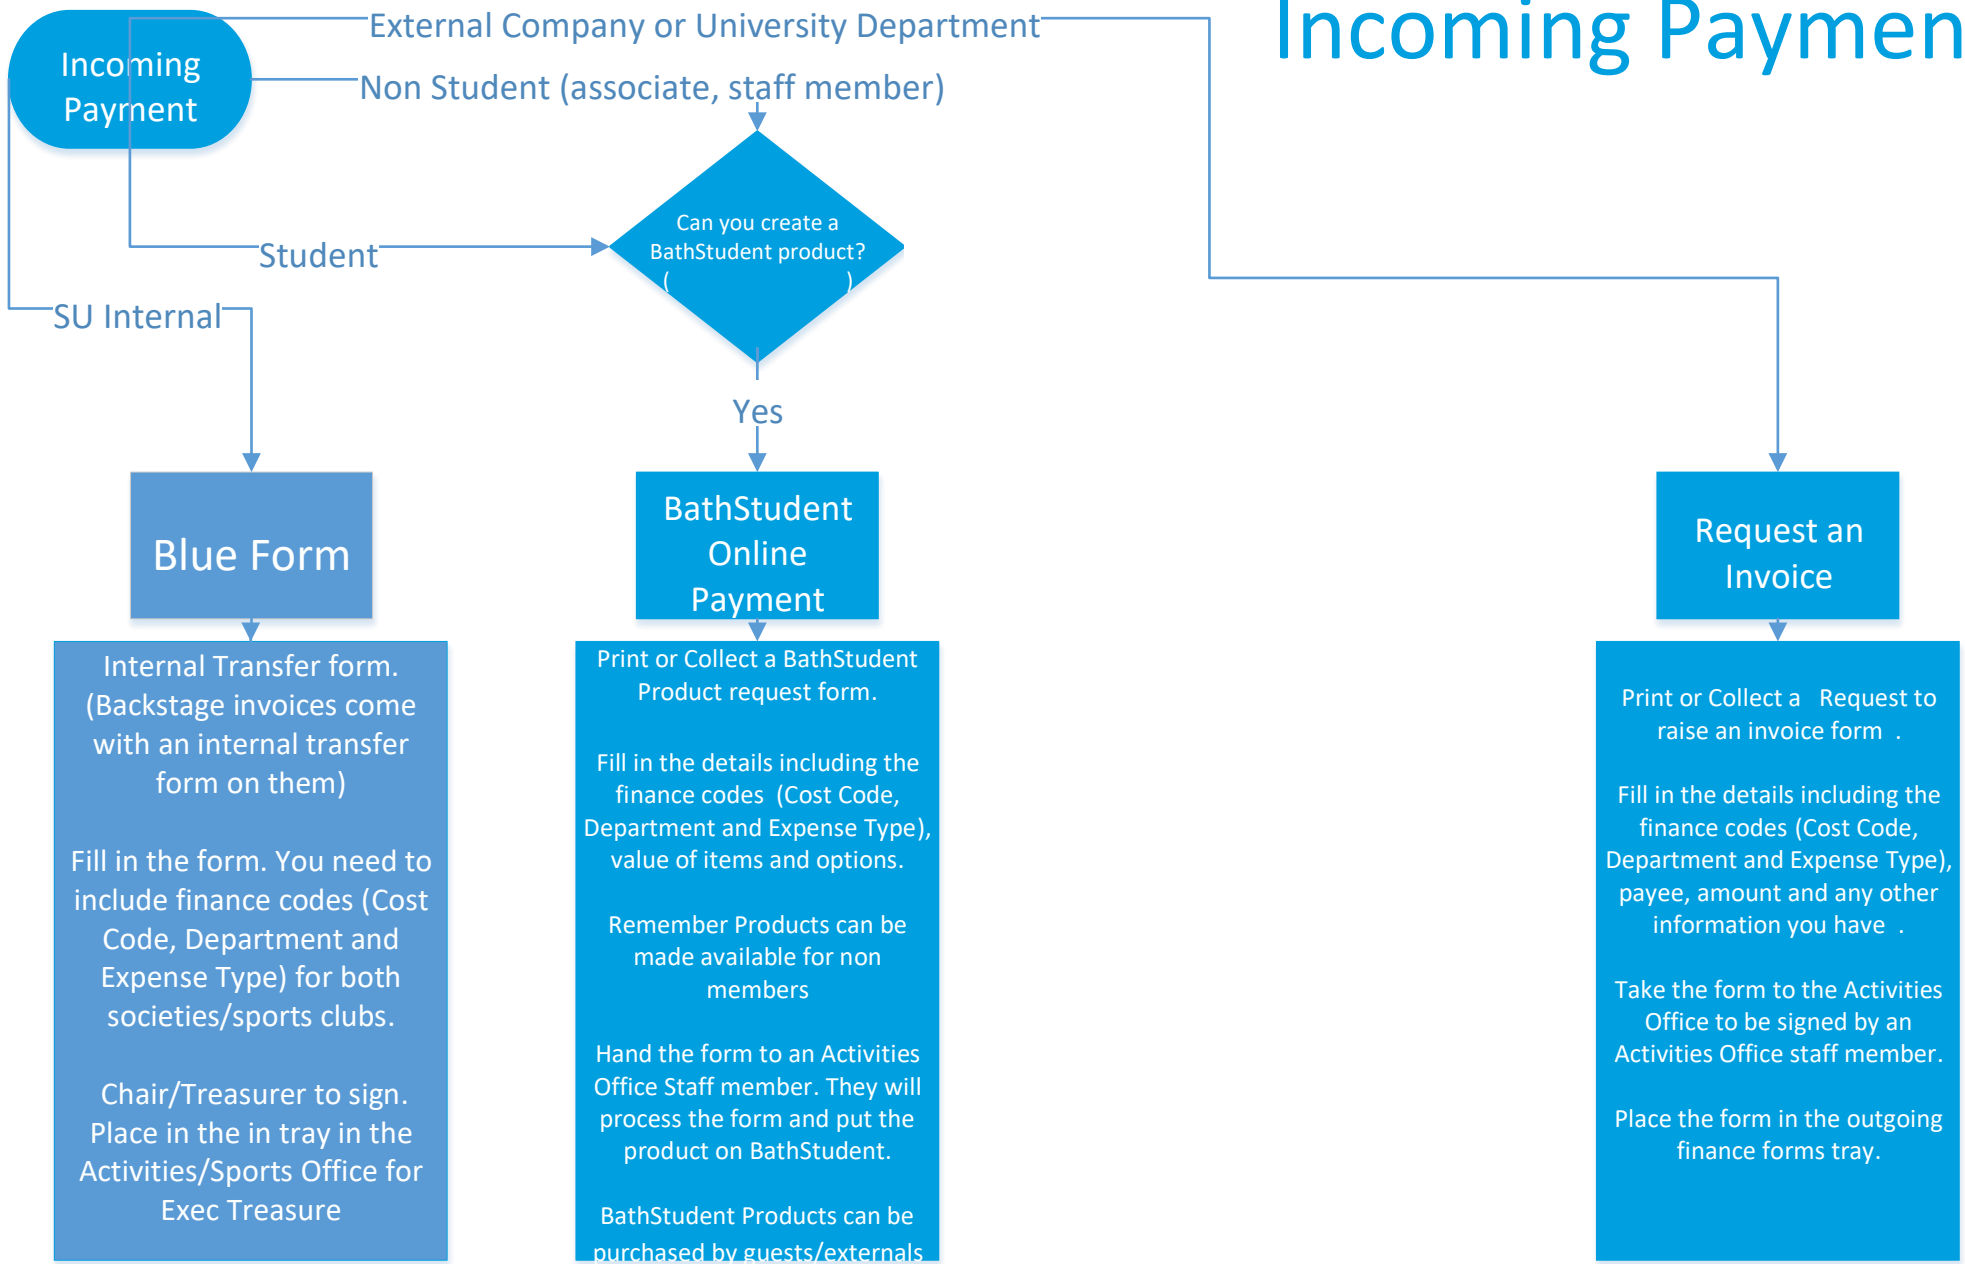 Incoming Paymen
External Company or University Department
Incoming
Payment
Non Student (associate, staff member)
Can you create a
BathStudent product?
( )
Student
SU Internal
Yes
Blue Form
BathStudent
Online
Payment
Request an
Invoice
Internal Transfer form.
(Backstage invoices come
with an internal transfer
form on them)
Fill in the form. You need to
include finance codes (Cost
Code, Department and
Expense Type) for both
societies/sports clubs.
Chair/Treasurer to sign.
Place in the in tray in the
Activities/Sports Office for
Exec Treasure
Print or Collect a BathStudent
Product request form.
Fill in the details including the
finance codes (Cost Code,
Department and Expense Type),
value of items and options.
Remember Products can be
made available for non
members
Hand the form to an Activities
Office Staff member. They will
process the form and put the
product on BathStudent.
BathStudent Products can be
purchased by guests/externals
Print or Collect a Request to
raise an invoice form .
Fill in the details including the
finance codes (Cost Code,
Department and Expense Type),
payee, amount and any other
information you have .
Take the form to the Activities
Office to be signed by an
Activities Office staff member.
Place the form in the outgoing
finance forms tray.